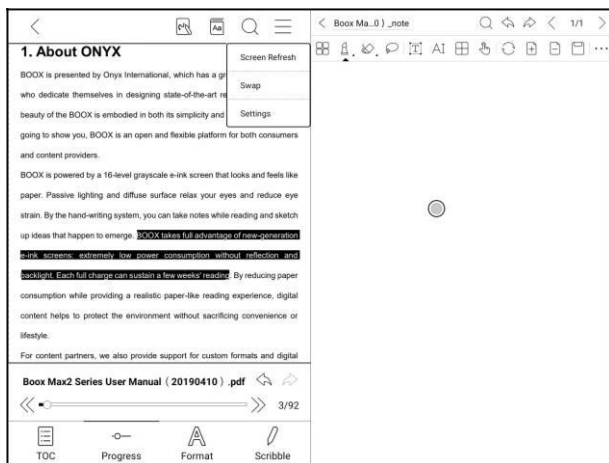 Aa
Boox Ma...0 ) _note
1/1
1. About ONYX
Screen Refresh
Swap
Settings
BOOX is presented by Onyx International, which has a gr
who dedicate themselves in designing state-of-the-art re
beauty of the BOOX is embodied in both its simplicity and
going to show you, BOOX is an open and flexible platform for both consumers
and content providers.
BOOX is powered by a 16-level grayscale e-ink screen that looks and feels like
paper. Passive lighting and diffuse surface relax your eyes and reduce eye
strain. By the hand-writing system, you can take notes while reading and sketch
up ideas that happen to emerge. BOOX takes full advantage of new-generation
e-ink screens: extremely low power consumption without reflection and
backlight. Each full charge can sustain a few weeks' reading. By reducing paper
consumption while providing a realistic paper-like reading experience, digital
content helps to protect the environment without sacrificing convenience or
lifestyle.
For content partners, we also provide support for custom formats and digital
Boox Max2 Series User Manual（20190410）.pdf
3/92
TOC
Progress
Format
Scribble